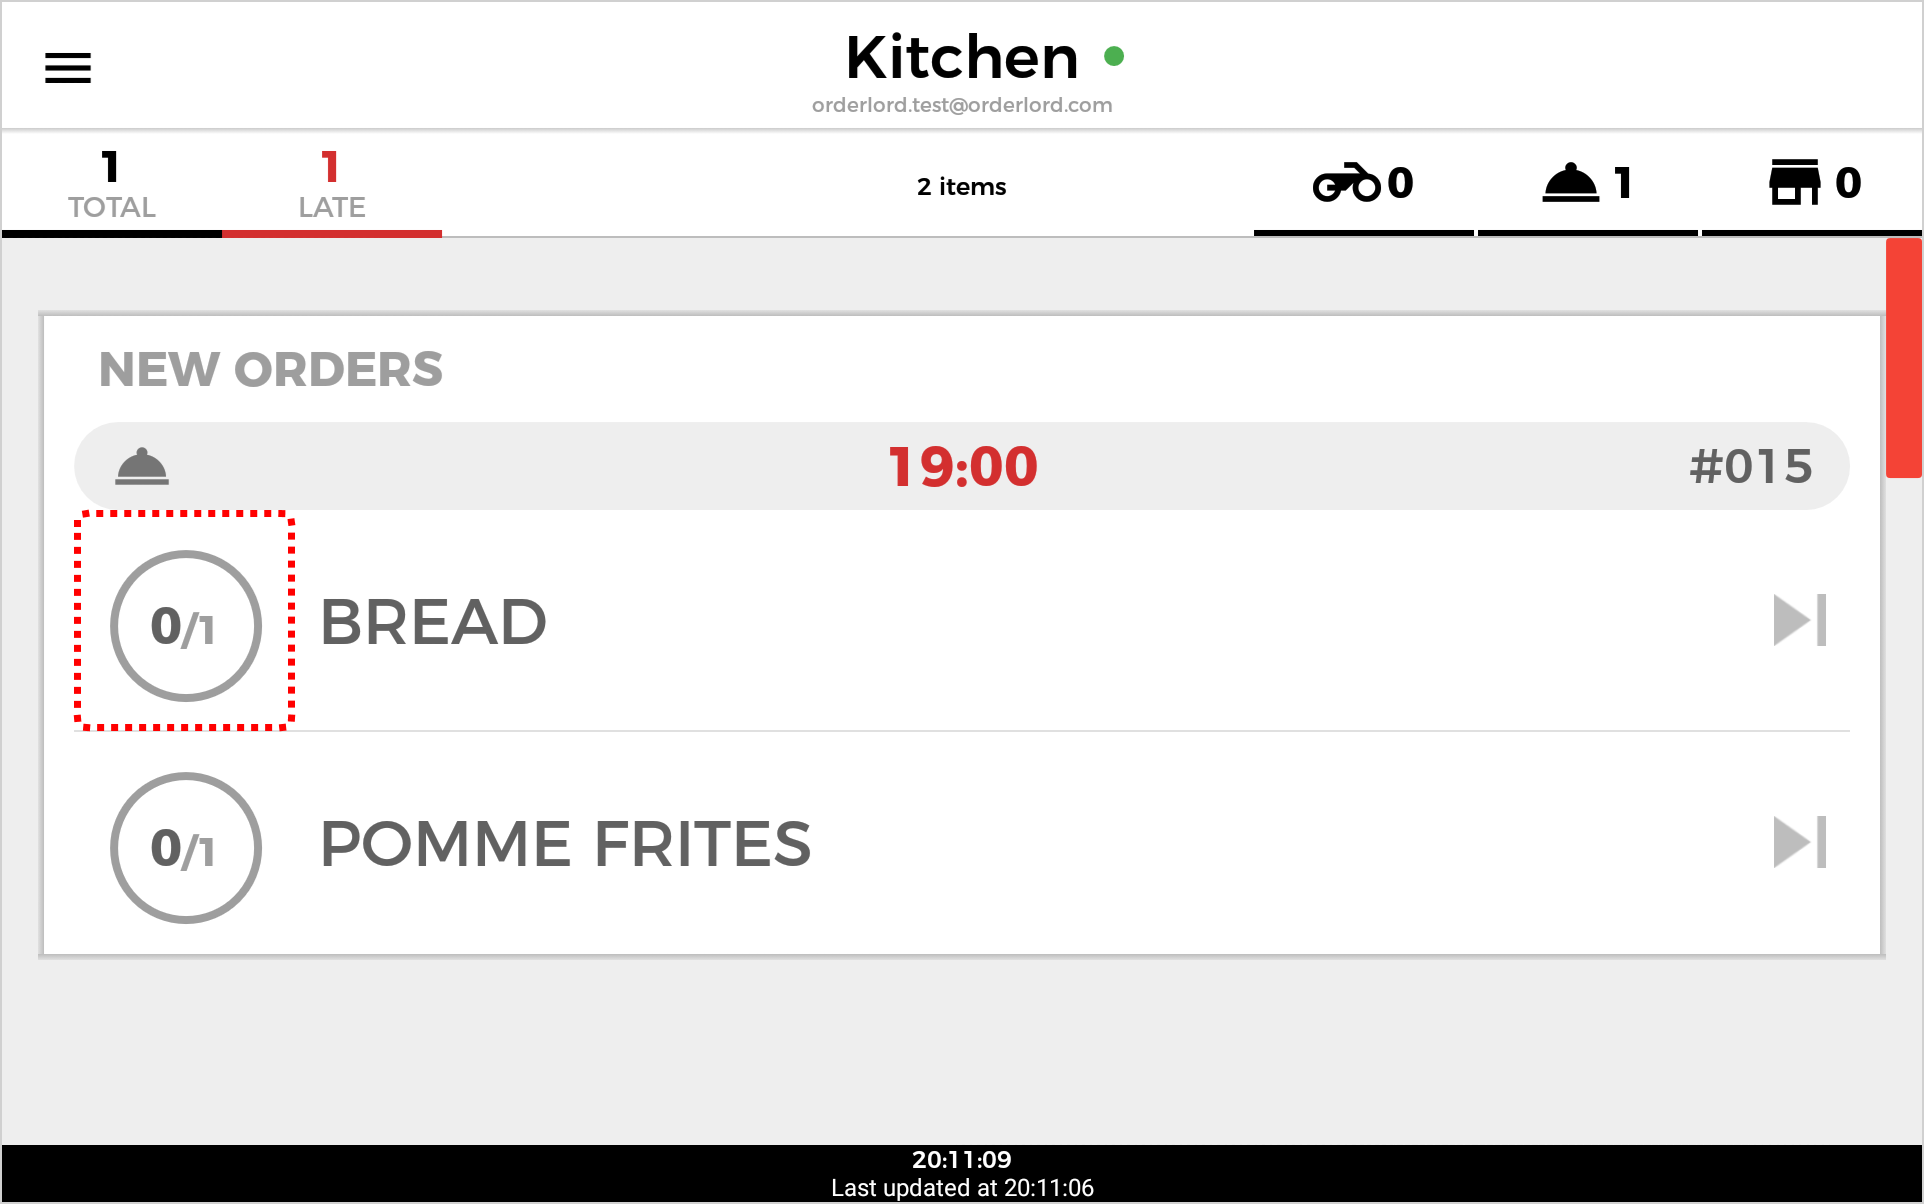 Kitchen
orderlord.test@orderlord.com
1
TOTAL
1
LATE
2 items
0
1
0
NEW ORDERS
19:00 #015
0/1 BREAD
0/1 POMME FRITES
20:11:09
Last updated at 20:11:06